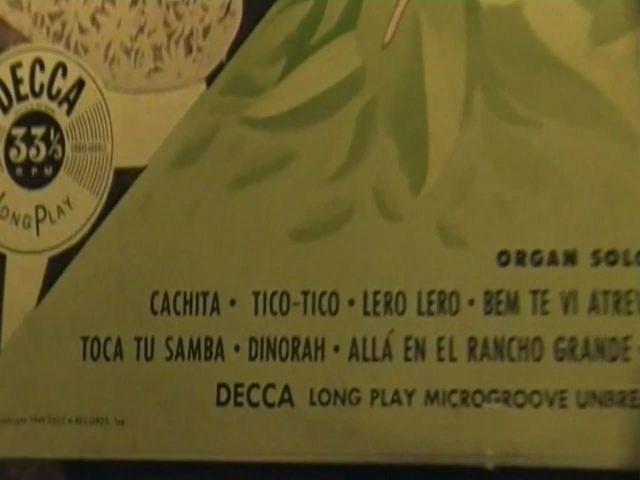 DECCA
33⅓
RPM
LONG PLAY
ORGAN SOLO
CACHITA • TICO-TICO • LERO LERO • BEM TE VI ATREV
TOCA TU SAMBA • DINORAH • ALLÁ EN EL RANCHO GRANDE •
DECCA LONG PLAY MICROGROOVE UNBRE
DECCA RECORDS, Inc